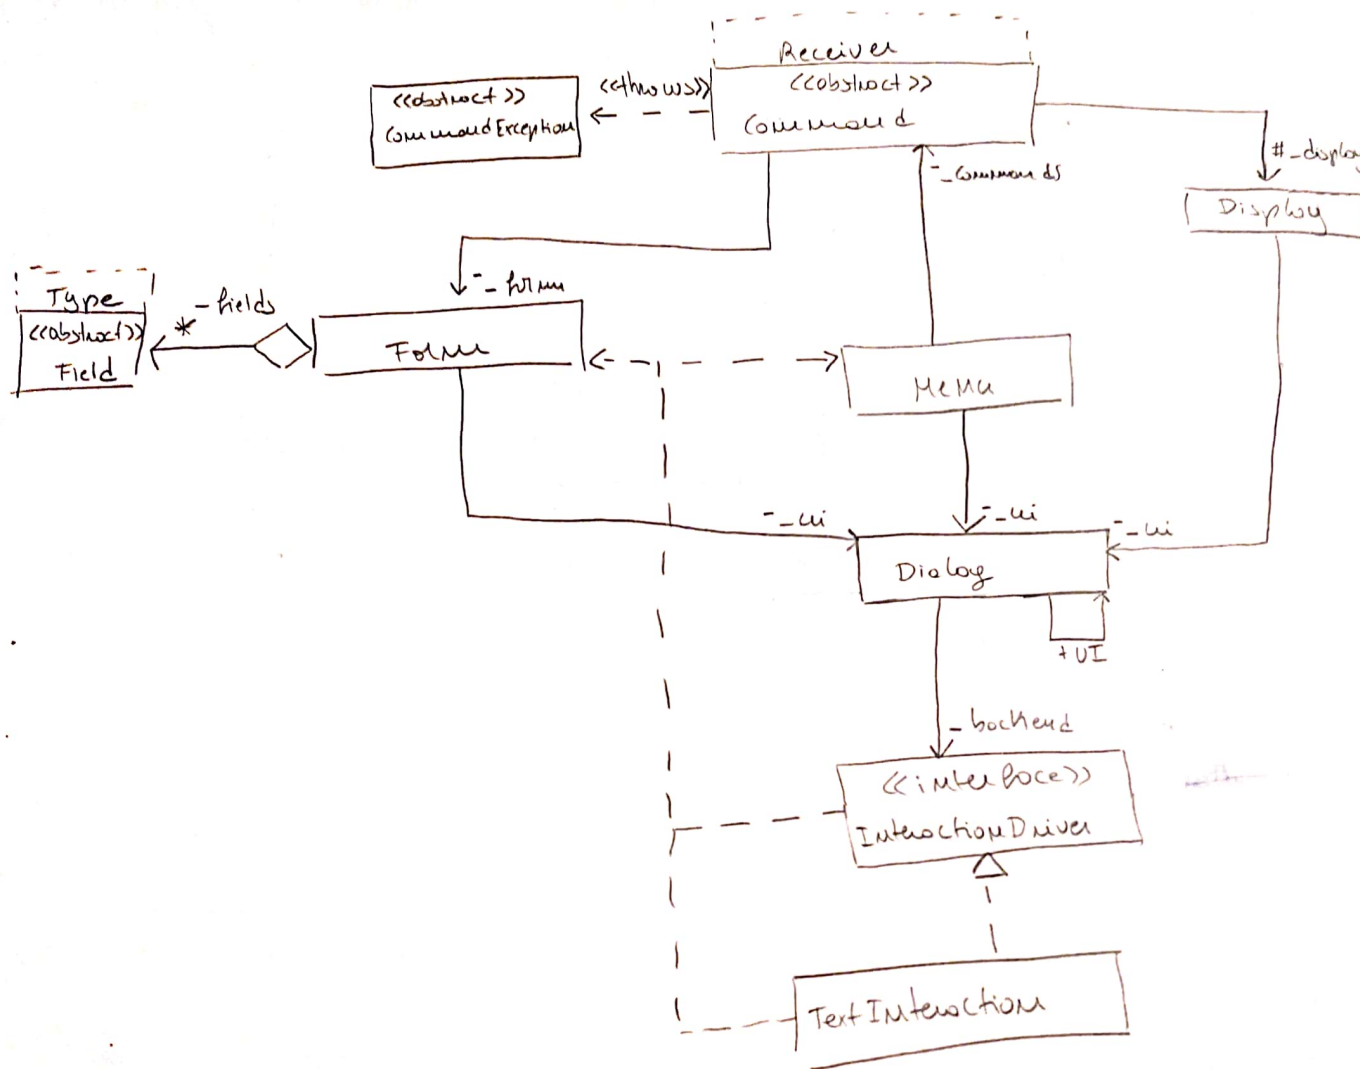 Receiver
<<abstract>>
Command
<<throws>>
<<abstract>>
CommandException
#_display
-_commands
Display
-_form
Type
-fields
*
<<abstract>>
Field
Form
Menu
-_ui
-_ui
-_ui
Dialog
+UI
-_backend
<<interface>>
InteractionDriver
TextInteraction